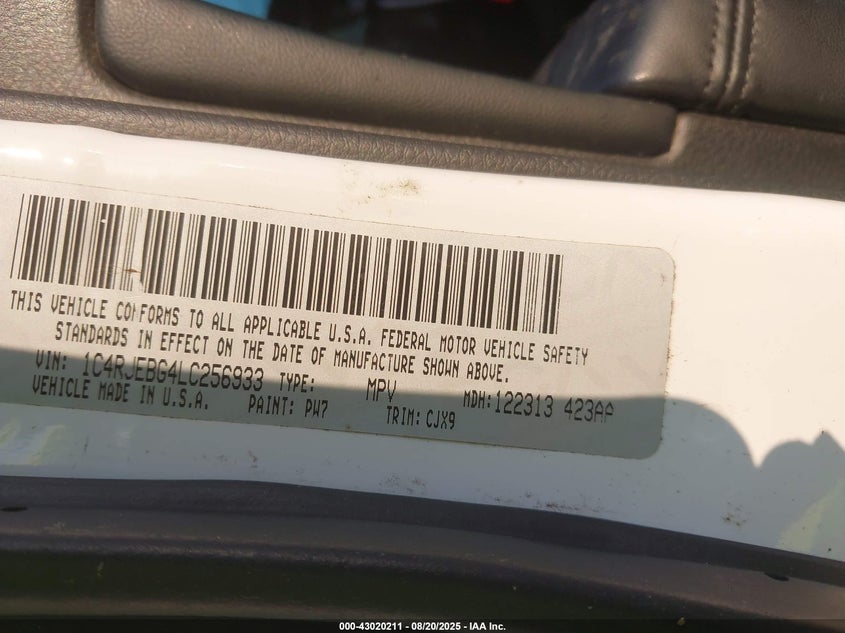 THIS VEHICLE CONFORMS TO ALL APPLICABLE U.S.A. FEDERAL MOTOR VEHICLE SAFETY
STANDARDS IN EFFECT ON THE DATE OF MANUFACTURE SHOWN ABOVE.
VIN: 1C4RJEBG4LC256933 TYPE: MPV MDH:122313 423AA
VEHICLE MADE IN U.S.A. PAINT: PW7 TRIM: CJX9
000-43020211 - 08/20/2025 - IAA Inc.